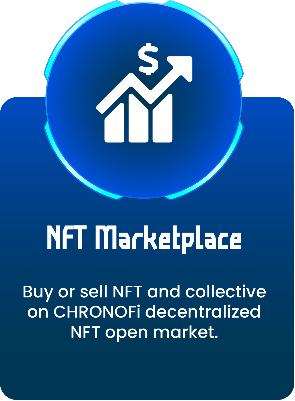 $
NFT Marketplace
Buy or sell NFT and collective
on CHRONOFi decentralized
NFT open market.